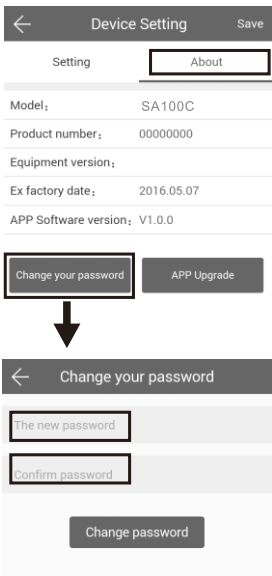 Device Setting Save
Setting About
Model: SA100C
Product number: 00000000
Equipment version:
Ex factory date: 2016.05.07
APP Software version: V1.0.0
Change your password APP Upgrade
Change your password
The new password
Confirm password
Change password